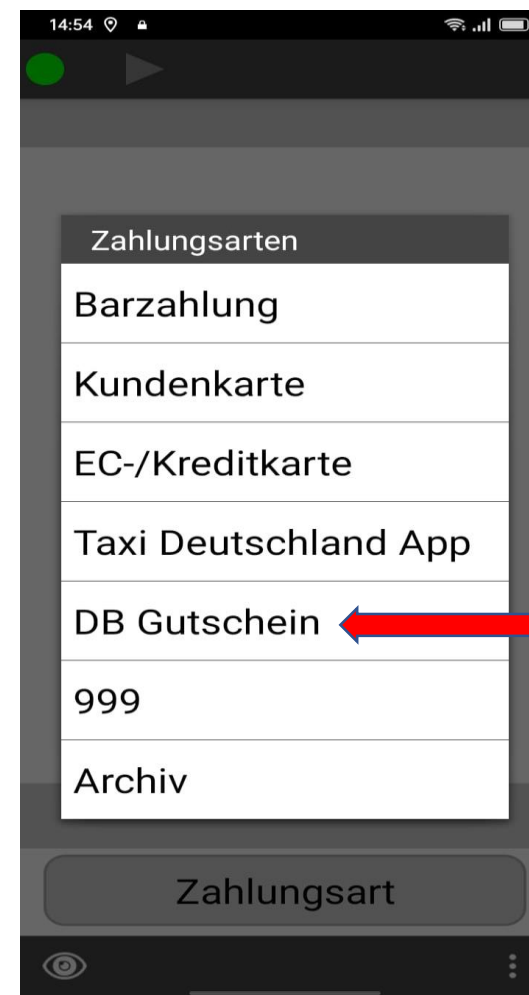 14:54
Zahlungsarten
Barzahlung
Kundenkarte
EC-/Kreditkarte
Taxi Deutschland App
DB Gutschein
999
Archiv
Zahlungsart